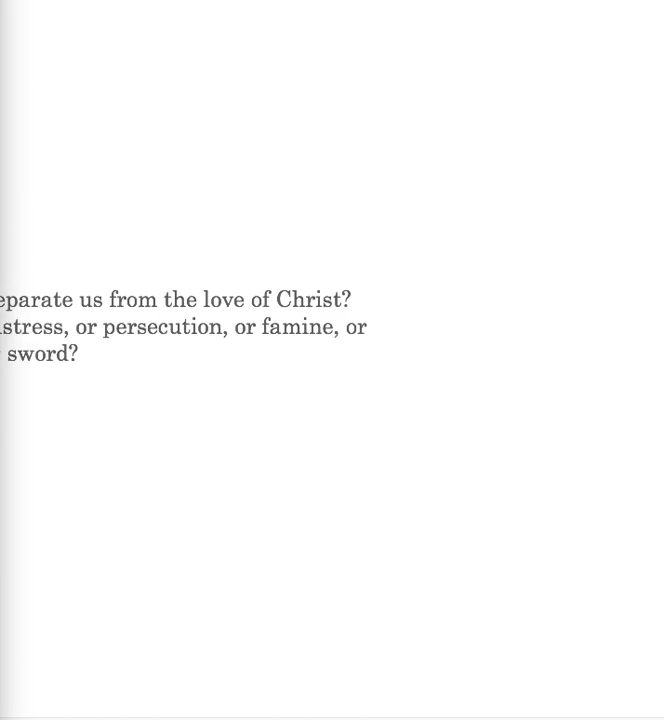 eparate us from the love of Christ?
stress, or persecution, or famine, or
sword?